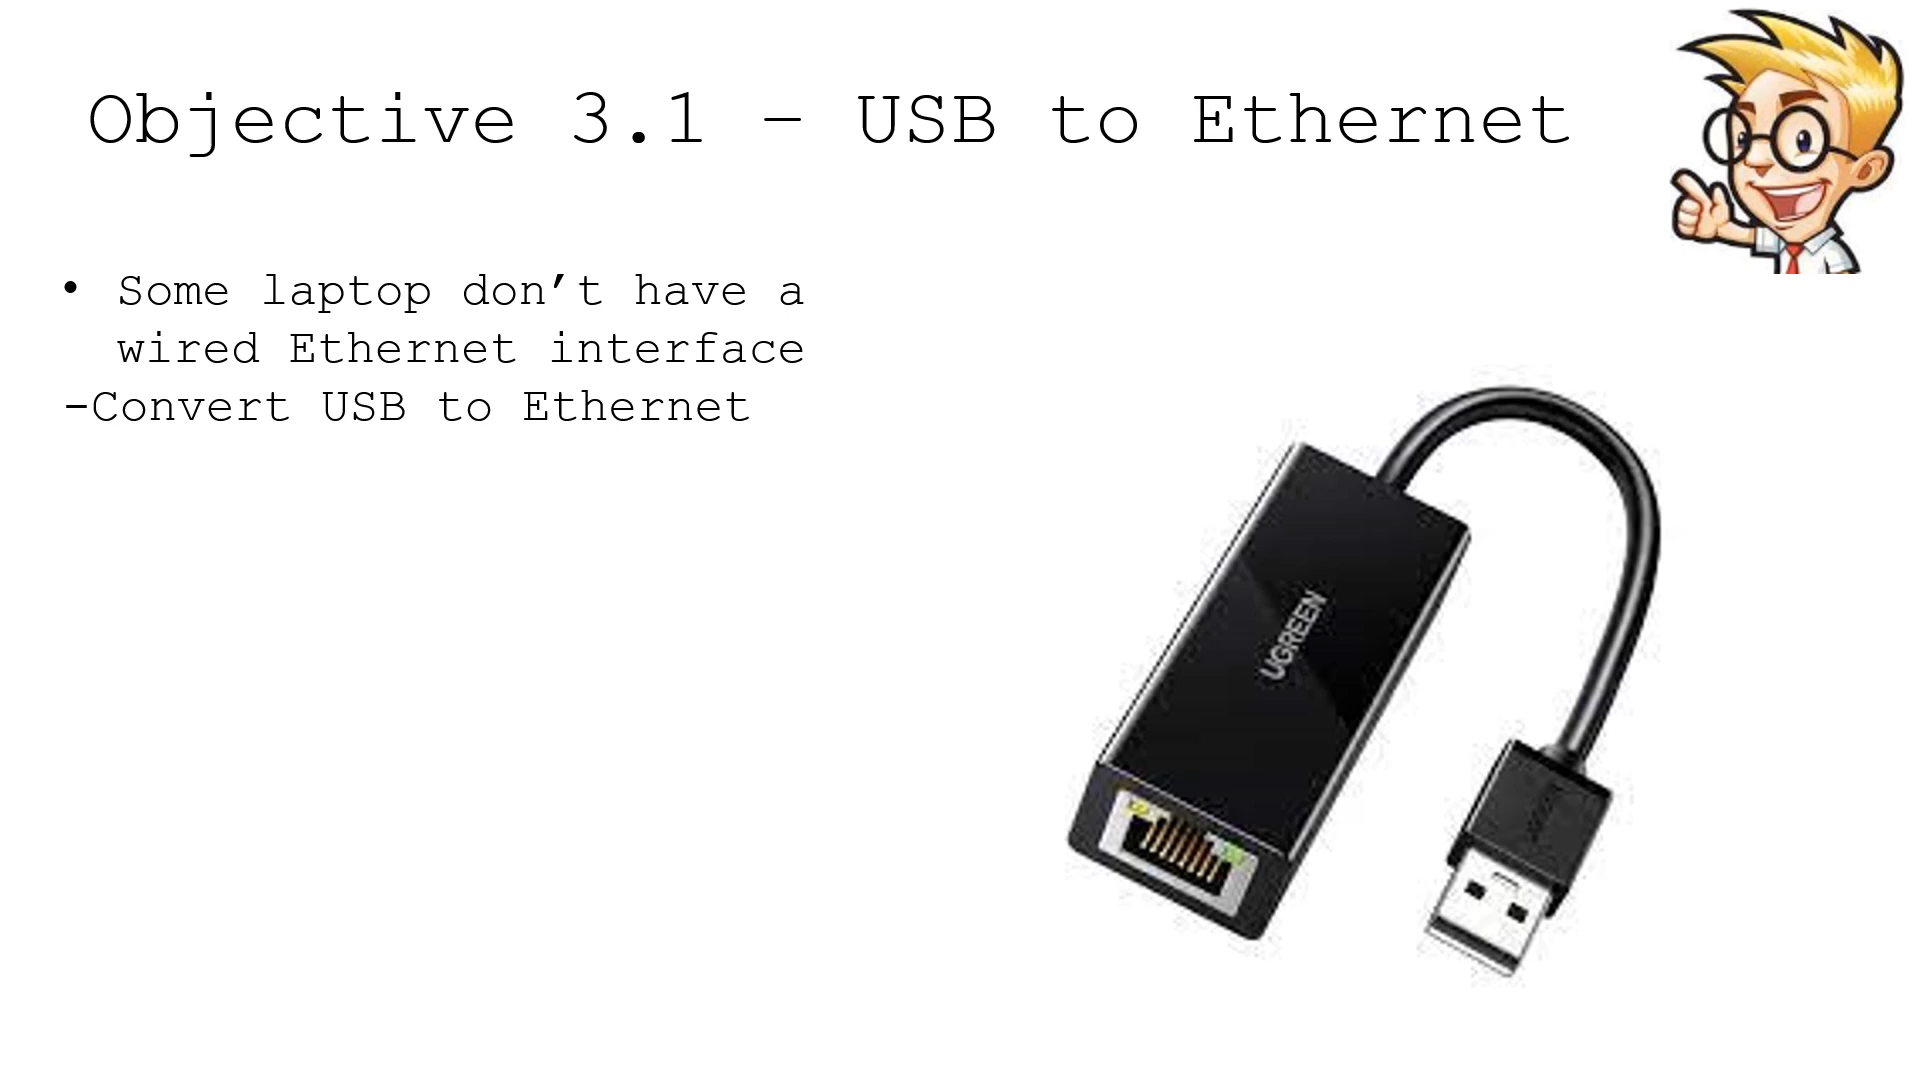 Objective 3.1 – USB to Ethernet
• Some laptop don’t have a
wired Ethernet interface
-Convert USB to Ethernet
UGREEN